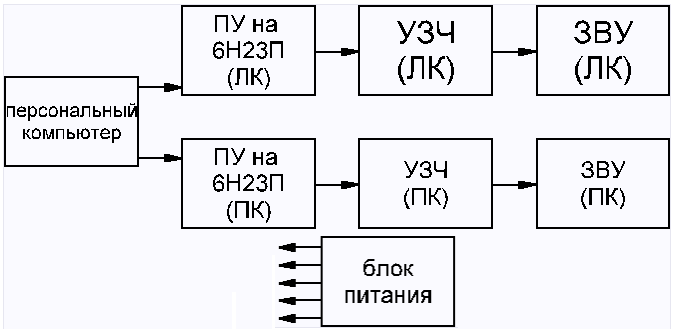 персональный
компьютер
ПУ на
6Н23П
(ЛК)
УЗЧ
(ЛК)
ЗВУ
(ЛК)
ПУ на
6Н23П
(ПК)
УЗЧ
(ПК)
ЗВУ
(ПК)
блок
питания